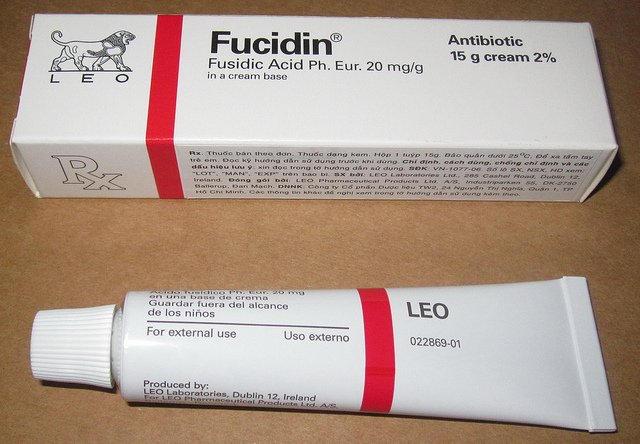 LEO
Fucidin®
Fusidic Acid Ph. Eur. 20 mg/g
in a cream base
Antibiotic
15 g cream 2%
Rx
Rx. Thuốc bán theo đơn. Thuốc dạng kem. Hộp 1 tuýp 15g. Bảo quản dưới 25°C. Để xa tầm tay
trẻ em. Đọc kỹ hướng dẫn sử dụng trước khi dùng. Chỉ định, cách dùng, chống chỉ định và các
dấu hiệu lưu ý: xin đọc trong tờ hướng dẫn sử dụng. SĐK: VN-1077-06. Số lô SX, NSX, HD xem:
"LOT", "MAN", "EXP" trên bao bì. SX bởi: LEO Laboratories Ltd., 285 Cashel Road, Dublin 12,
Ireland. Đóng gói bởi: LEO Pharmaceutical Products Ltd. A/S, Industriparken 55, DK-2750
Ballerup, Đan Mạch. DNNK: Công ty Cổ phần Dược liệu TW2, 24 Nguyễn Thị Nghĩa, Quận 1, TP
Hồ Chí Minh. Các thông tin khác đề nghị xem trong tờ hướng dẫn sử dụng kèm theo.
Acido fusídico Ph. Eur. 20 mg
en una base de crema
Guardar fuera del alcance
de los niños
For external use Uso externo
Produced by:
LEO Laboratories, Dublin 12, Ireland
For LEO Pharmaceutical Products Ltd. A/S
LEO
022869-01